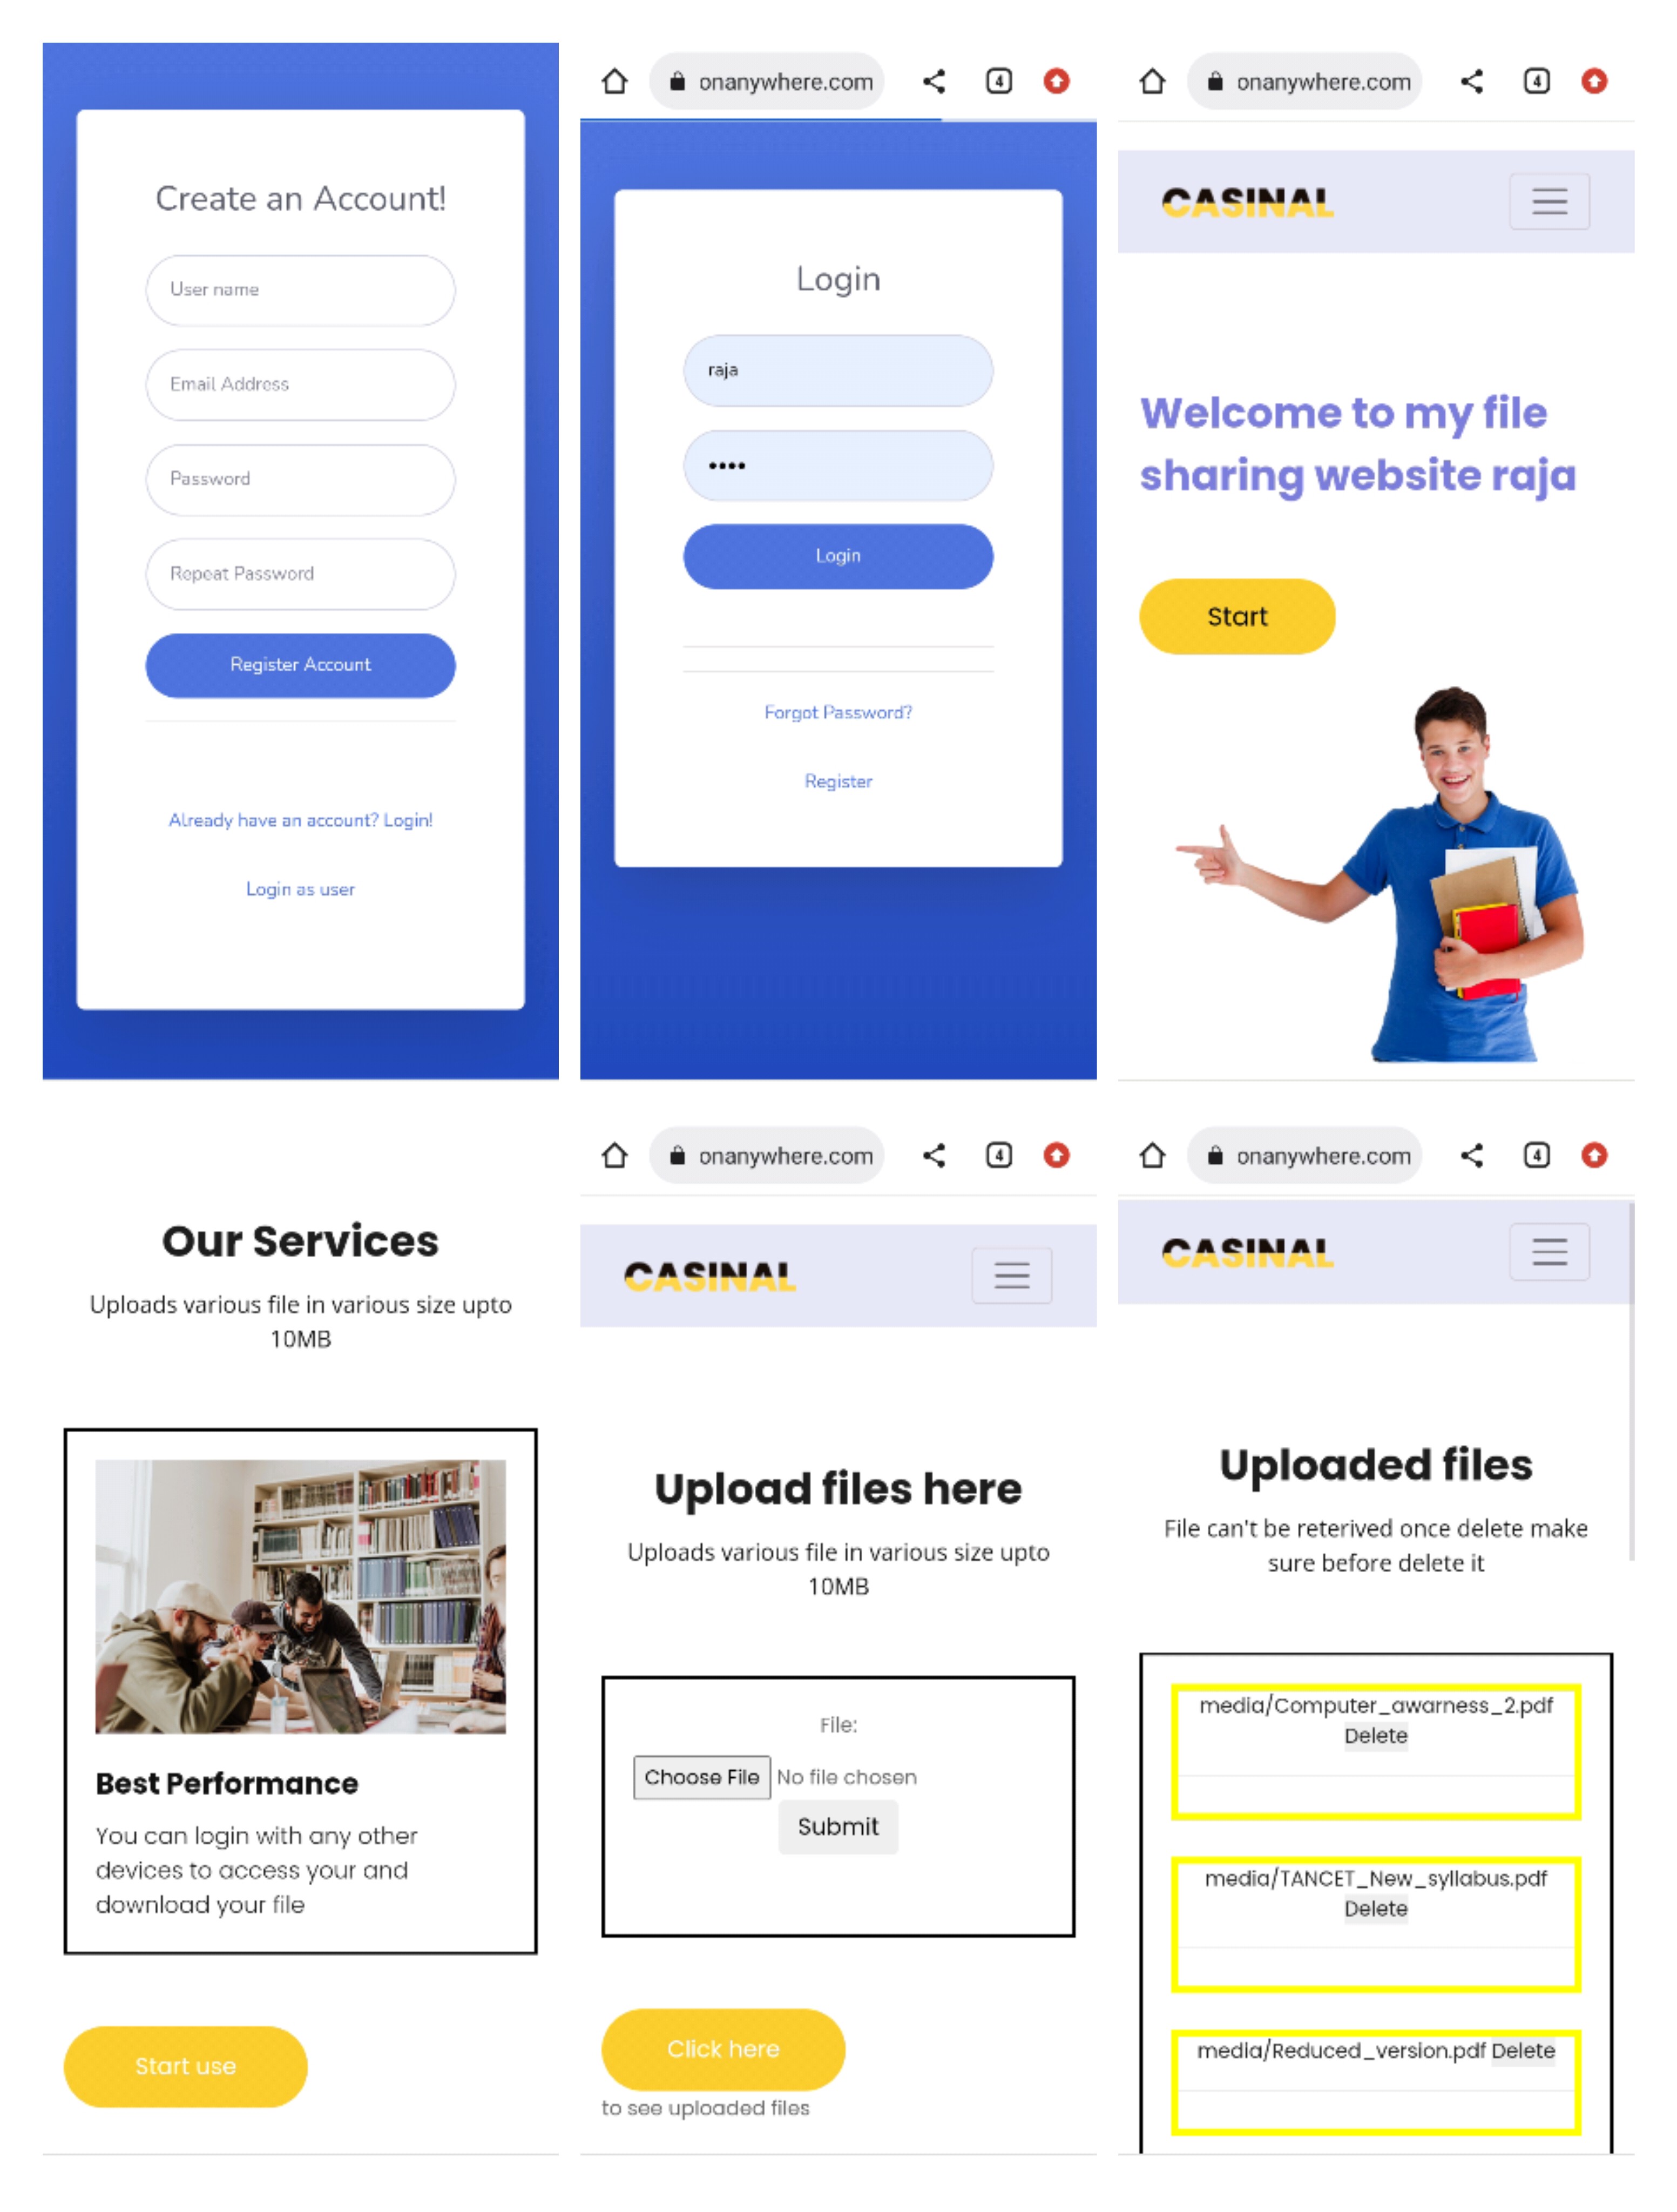 Create an Account!
User name
Email Address
Password
Repeat Password
Register Account
Already have an account? Login!
Login as user
onanywhere.com
4
Login
raja
••••
Login
Forgot Password?
Register
onanywhere.com
4
CASINAL
Welcome to my file
sharing website raja
Start
Our Services
Uploads various file in various size upto
10MB
Best Performance
You can login with any other
devices to access your and
download your file
Start use
onanywhere.com
4
CASINAL
Upload files here
Uploads various file in various size upto
10MB
File:
Choose File No file chosen
Submit
Click here
to see uploaded files
onanywhere.com
4
CASINAL
Uploaded files
File can't be reterived once delete make
sure before delete it
media/Computer_awarness_2.pdf
Delete
media/TANCET_New_syllabus.pdf
Delete
media/Reduced_version.pdf Delete